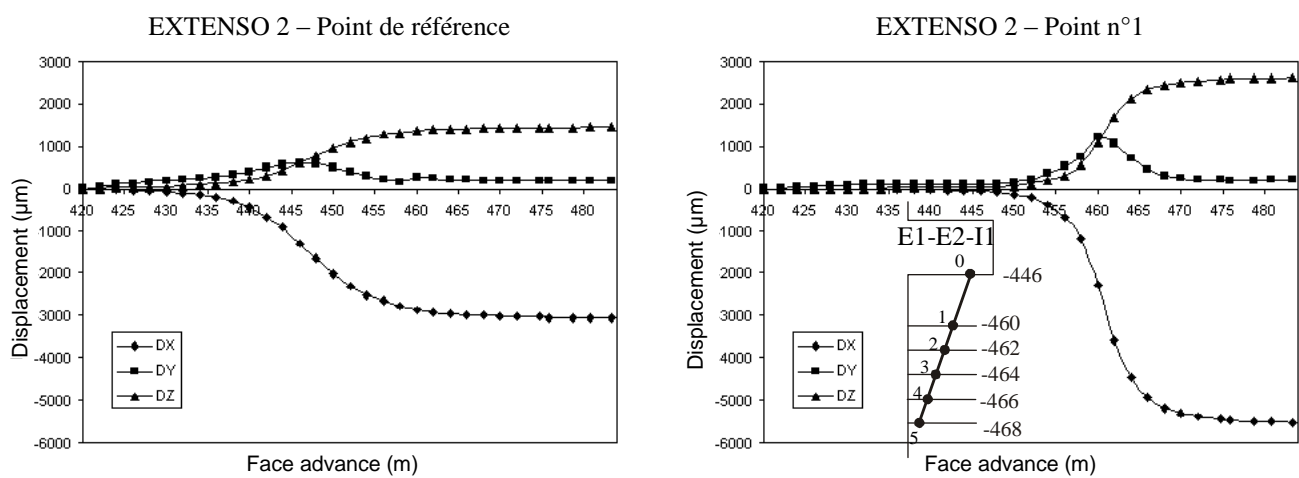 EXTENSO 2 – Point de référence
3000
2000
1000
0
1000
2000
3000
-4000
-5000
-6000
420 425 430 435 440 445 450 455 460 465 470 475 480
Displacement (µm)
Face advance (m)
DX
DY
DZ
EXTENSO 2 – Point n°1
3000
2000
1000
0
1000
2000
3000
-4000
-5000
-6000
420 425 430 435 440 445 450 455 460 465 470 475 480
Displacement (µm)
Face advance (m)
DX
DY
DZ
E1-E2-I1
0 -446
1 -460
2 -462
3 -464
4 -466
5 -468